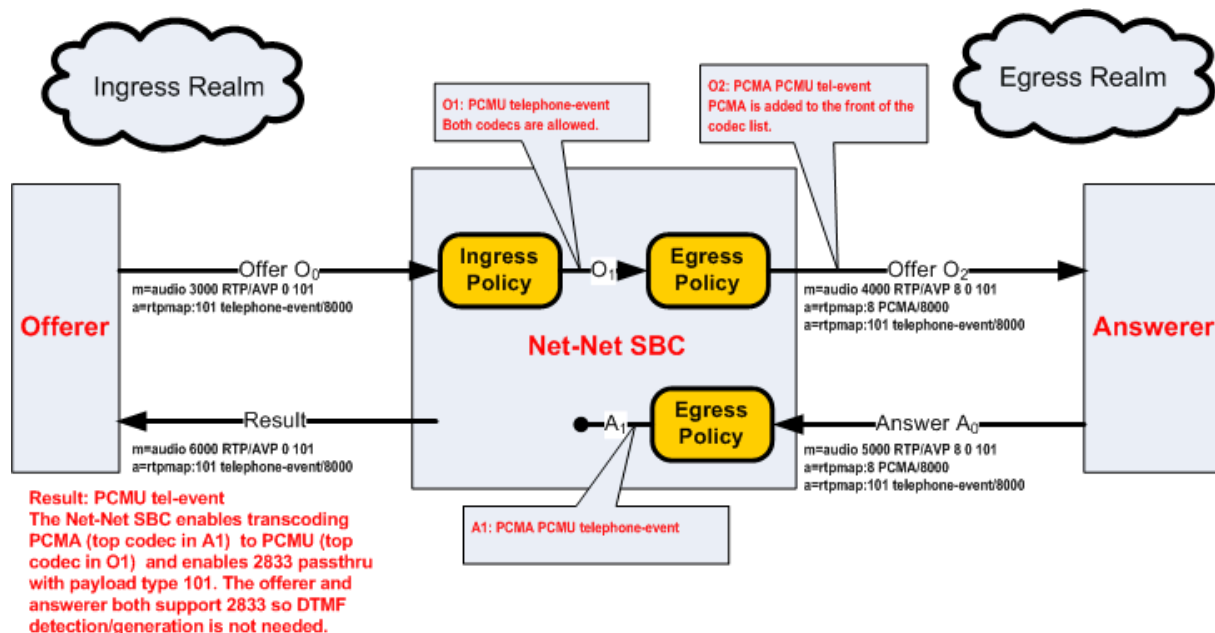 Ingress Realm
Egress Realm
O1: PCMU telephone-event
Both codecs are allowed.
O2: PCMA PCMU tel-event
PCMA is added to the front of the
codec list.
Offerer
Offer O0
m=audio 3000 RTP/AVP 0 101
a=rtpmap:101 telephone-event/8000
Ingress
Policy
O1
Egress
Policy
Offer O2
m=audio 4000 RTP/AVP 8 0 101
a=rtpmap:8 PCMA/8000
a=rtpmap:101 telephone-event/8000
Answerer
Net-Net SBC
Result
m=audio 6000 RTP/AVP 0 101
a=rtpmap:101 telephone-event/8000
A1
Egress
Policy
Answer A0
m=audio 5000 RTP/AVP 8 0 101
a=rtpmap:8 PCMA/8000
a=rtpmap:101 telephone-event/8000
Result: PCMU tel-event
The Net-Net SBC enables transcoding
PCMA (top codec in A1) to PCMU (top
codec in O1) and enables 2833 passthru
with payload type 101. The offerer and
answerer both support 2833 so DTMF
detection/generation is not needed.
A1: PCMA PCMU telephone-event